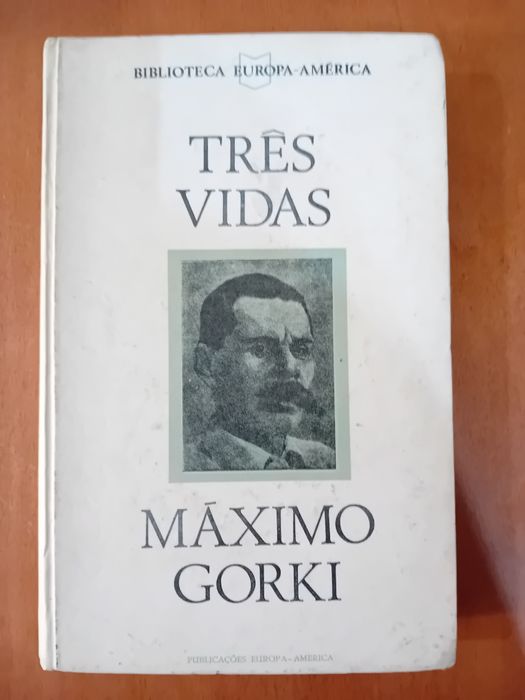 BIBLIOTECA EUROPA-AMÉRICA
TRÊS
VIDAS
MÁXIMO
GORKI
PUBLICAÇÕES EUROPA-AMÉRICA